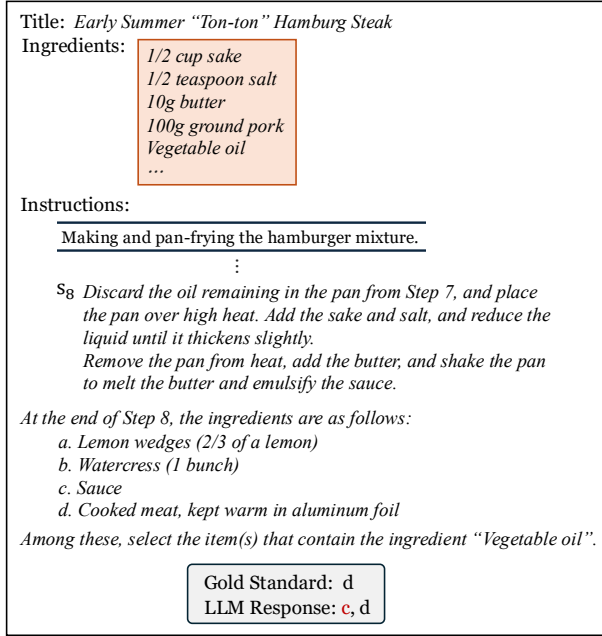 Title: Early Summer “Ton-ton” Hamburg Steak
Ingredients:
1/2 cup sake
1/2 teaspoon salt
10g butter
100g ground pork
Vegetable oil
…
Instructions:
Making and pan-frying the hamburger mixture.
⋮
S8 Discard the oil remaining in the pan from Step 7, and place
the pan over high heat. Add the sake and salt, and reduce the
liquid until it thickens slightly.
Remove the pan from heat, add the butter, and shake the pan
to melt the butter and emulsify the sauce.
At the end of Step 8, the ingredients are as follows:
a. Lemon wedges (2/3 of a lemon)
b. Watercress (1 bunch)
c. Sauce
d. Cooked meat, kept warm in aluminum foil
Among these, select the item(s) that contain the ingredient “Vegetable oil”.
Gold Standard: d
LLM Response: c, d